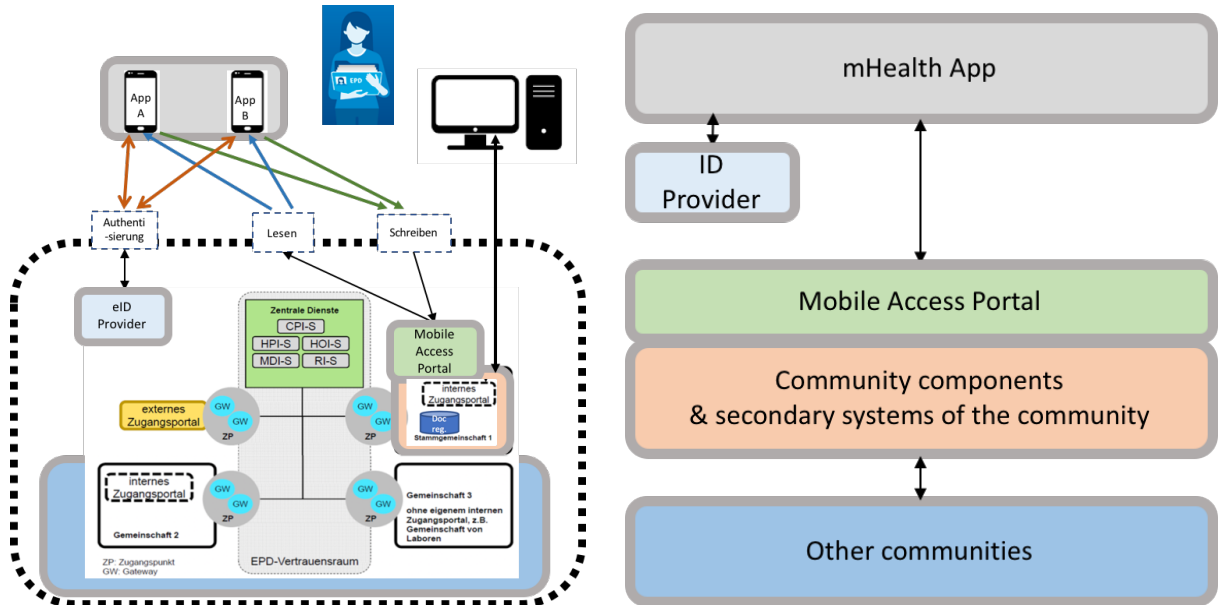 EPD
App
A
App
B
Authenti
-sierung
Lesen
Schreiben
eID
Provider
Zentrale Dienste
CPI-S
HPI-S
HOI-S
MDI-S
RI-S
Mobile
Access
Portal
internes
Zugangsportal
Doc
reg.
Stammgemeinschaft 1
externes
Zugangsportal
GW
GW
ZP
GW
GW
ZP
internes
Zugangsportal
Gemeinschaft 2
GW
GW
ZP
GW
GW
ZP
Gemeinschaft 3
ohne eigenem internen
Zugangsportal, z.B.
Gemeinschaft von
Laboren
ZP: Zugangspunkt
GW: Gateway
EPD-Vertrauensraum
mHealth App
ID
Provider
Mobile Access Portal
Community components
& secondary systems of the community
Other communities